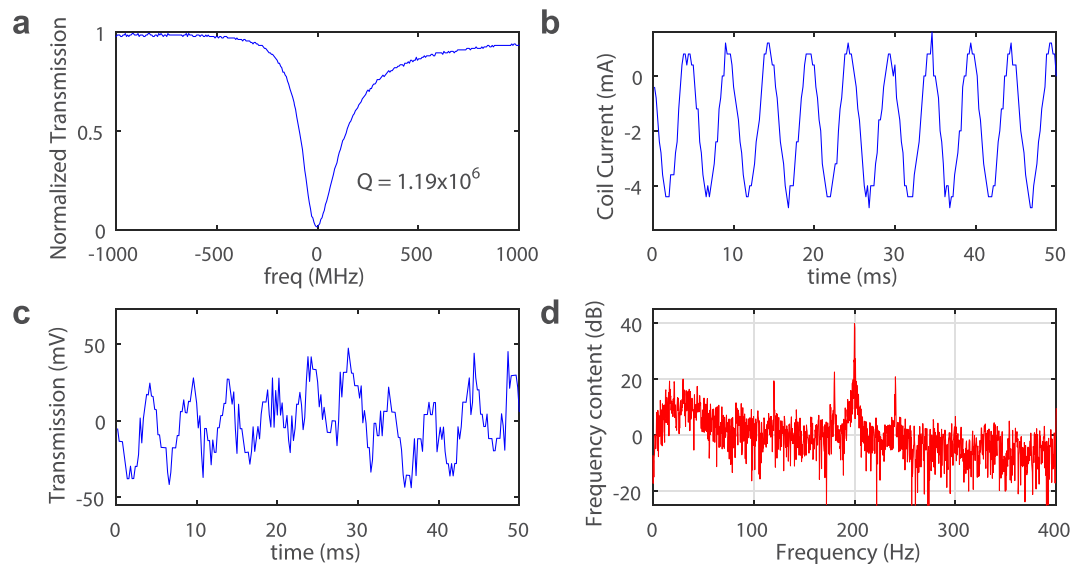 a
Normalized Transmission
1
0.5
0
Q = 1.19x10⁶
-1000 -500 0 500 1000
freq (MHz)
b
Coil Current (mA)
0
-2
-4
0 10 20 30 40 50
time (ms)
c
Transmission (mV)
50
0
-50
0 10 20 30 40 50
time (ms)
d
Frequency content (dB)
40
20
0
-20
0 100 200 300 400
Frequency (Hz)